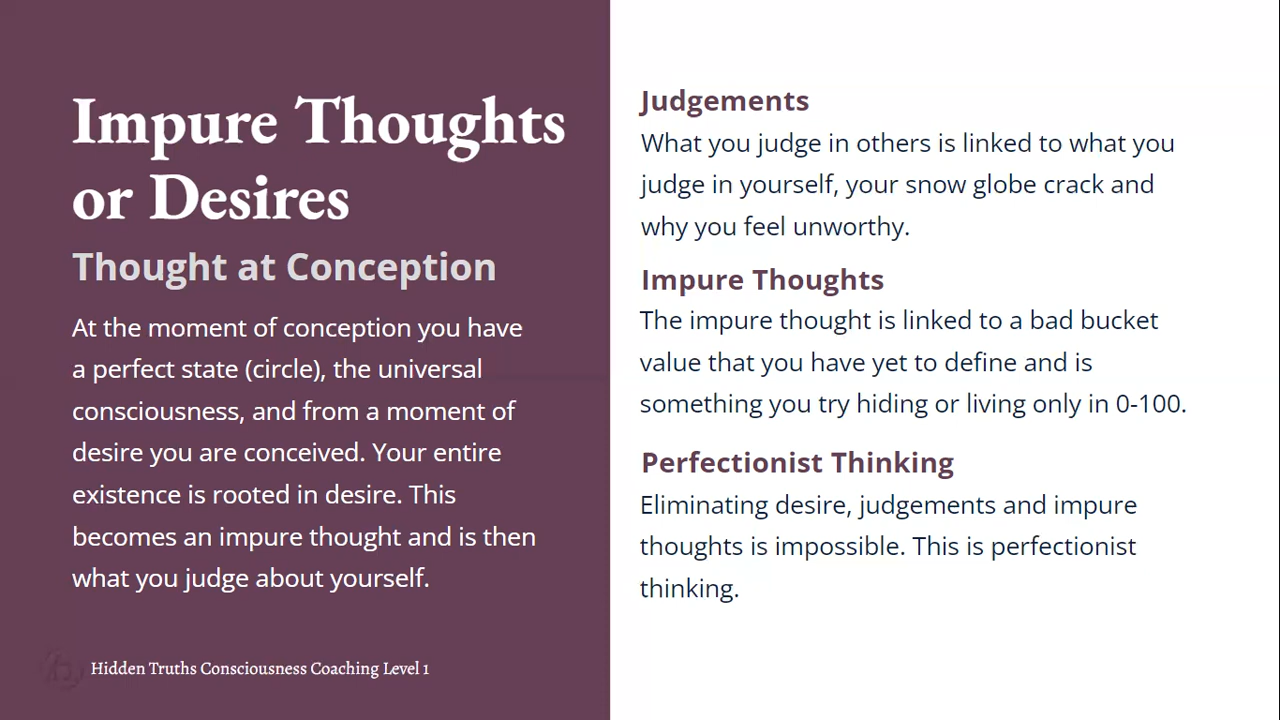 Impure Thoughts
or Desires
Thought at Conception
At the moment of conception you have
a perfect state (circle), the universal
consciousness, and from a moment of
desire you are conceived. Your entire
existence is rooted in desire. This
becomes an impure thought and is then
what you judge about yourself.
Hidden Truths Consciousness Coaching Level 1
Judgements
What you judge in others is linked to what you
judge in yourself, your snow globe crack and
why you feel unworthy.
Impure Thoughts
The impure thought is linked to a bad bucket
value that you have yet to define and is
something you try hiding or living only in 0-100.
Perfectionist Thinking
Eliminating desire, judgements and impure
thoughts is impossible. This is perfectionist
thinking.